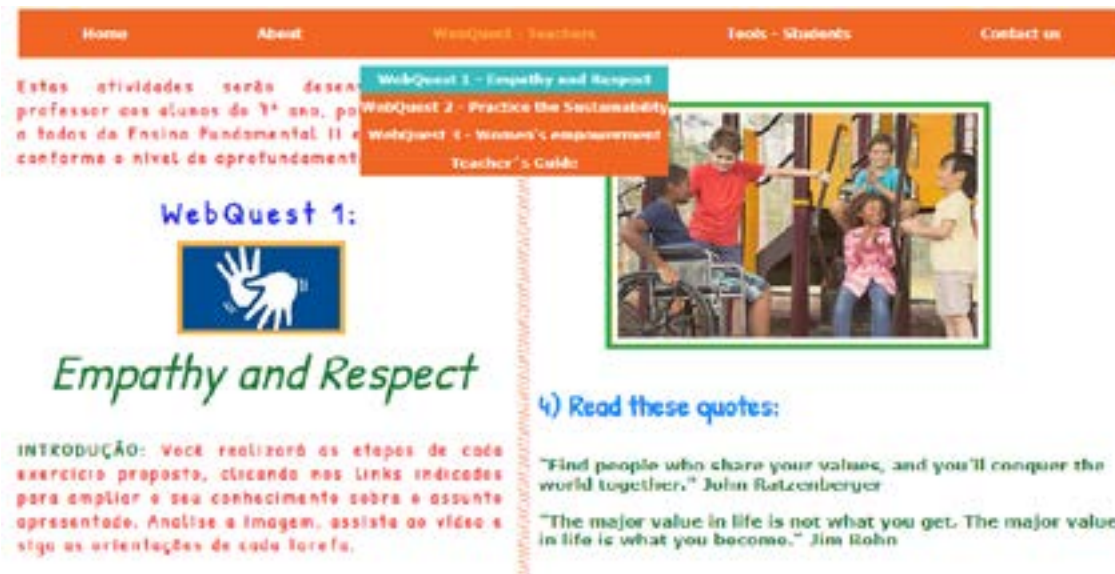 Home About WebQuest - Teachers Tools - Students Contact us
WebQuest 1 - Empathy and Respect
WebQuest 2 - Practice the Sustainability
WebQuest 3 - Women's empowerment
Teacher´s Guide
Estas atividades serão desen
professor aos alunos do 7º ano, po
a todos do Ensino Fundamental II e
conforme o nível de aprofundament
WebQuest 1:
Empathy and Respect
INTRODUÇÃO: Você realizará as etapas de cada
exercício proposto, clicando nos links indicados
para ampliar o seu conhecimento sobre o assunto
apresentado. Analise a imagem, assista ao vídeo e
siga as orientações de cada tarefa.
4) Read these quotes:
"Find people who share your values, and you'll conquer the
world together." John Ratzenberger
"The major value in life is not what you get. The major value
in life is what you become." Jim Rohn